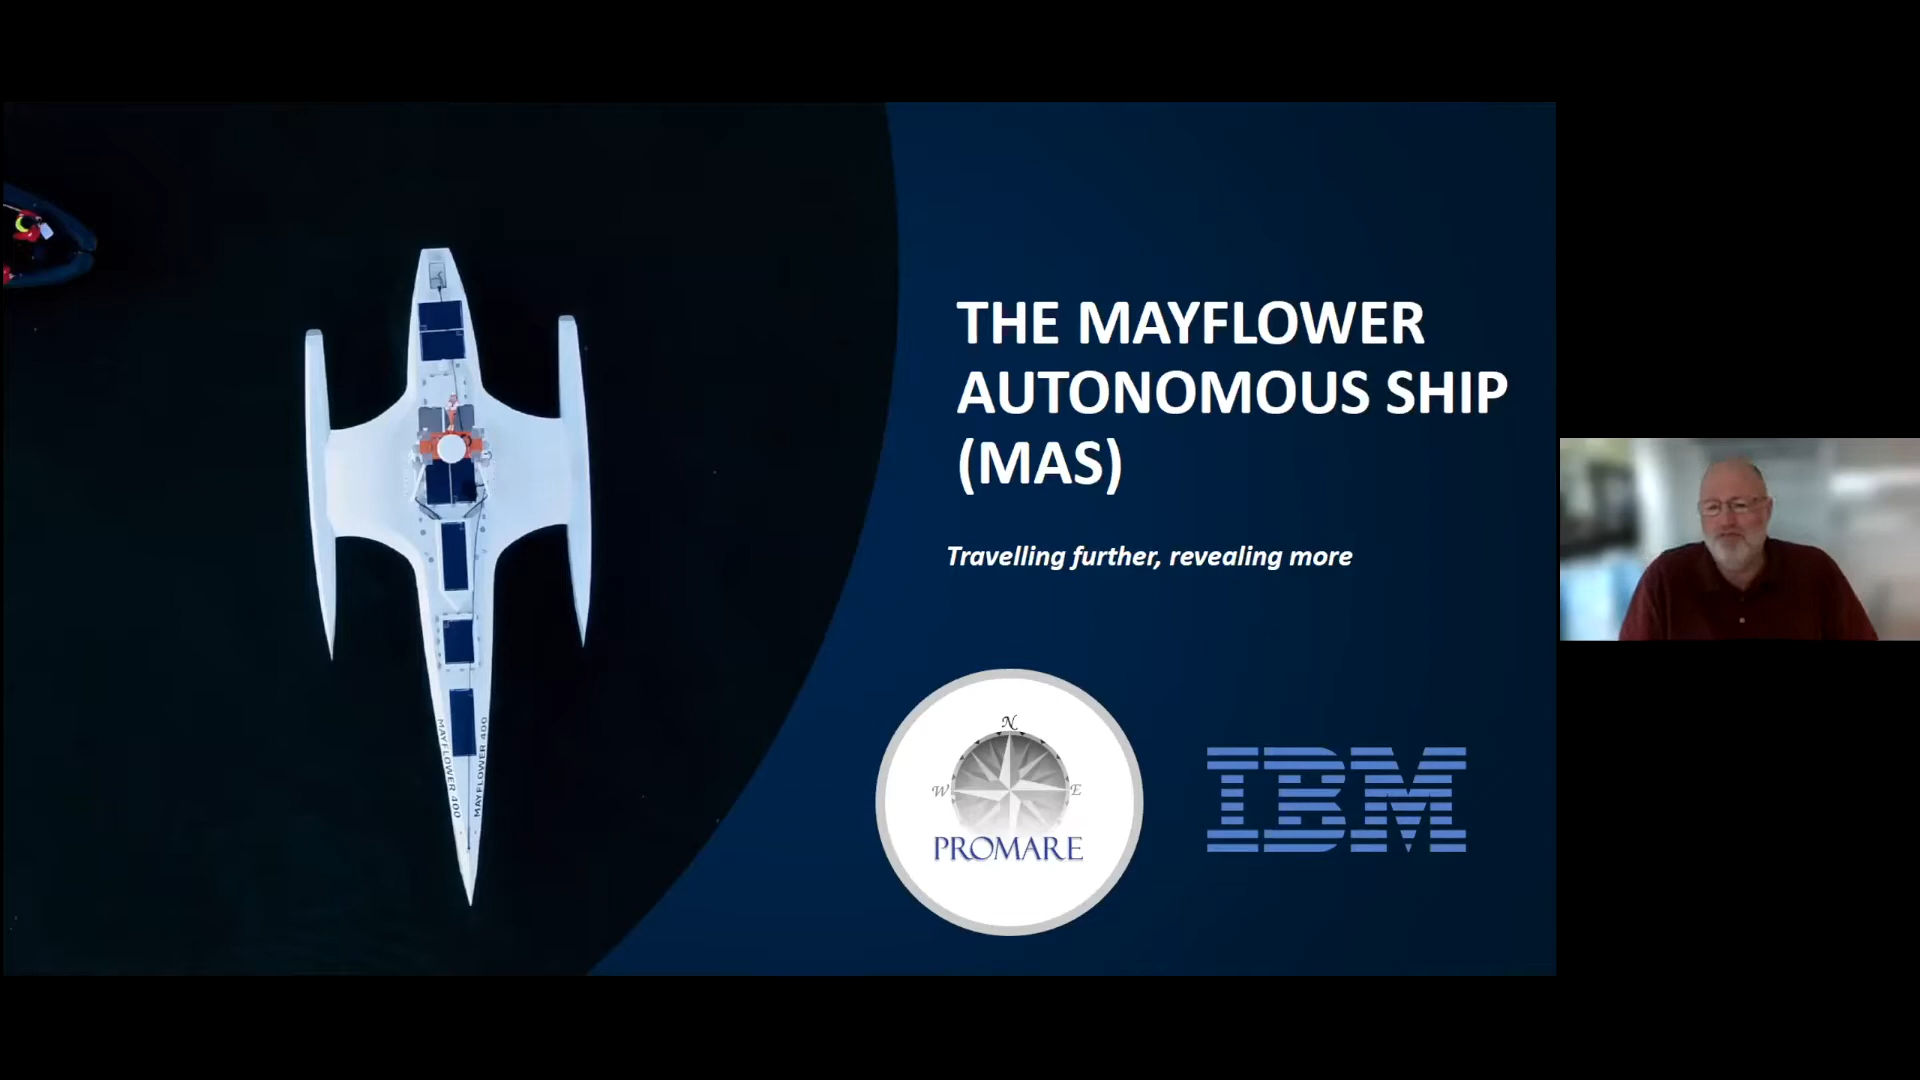 THE MAYFLOWER
AUTONOMOUS SHIP
(MAS)
Travelling further, revealing more
N
W
E
PROMARE
IBM
MAYFLOWER 400
MAYFLOWER 400